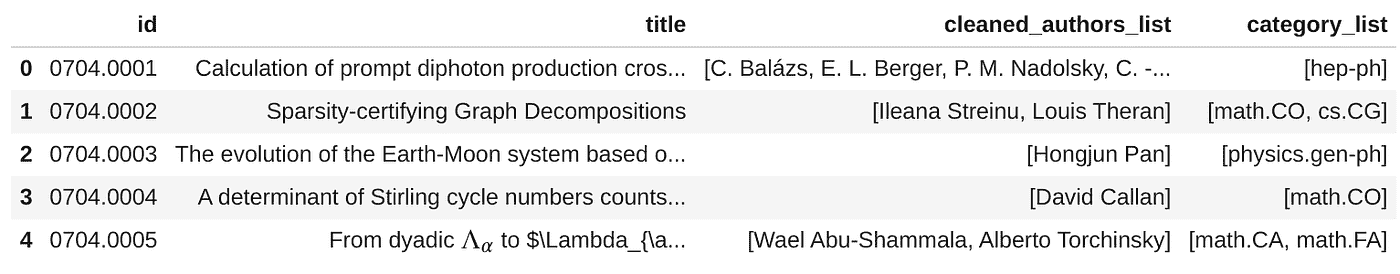 id title cleaned_authors_list category_list
0 0704.0001 Calculation of prompt diphoton production cros... [C. Balázs, E. L. Berger, P. M. Nadolsky, C. -... [hep-ph]
1 0704.0002 Sparsity-certifying Graph Decompositions [Ileana Streinu, Louis Theran] [math.CO, cs.CG]
2 0704.0003 The evolution of the Earth-Moon system based o... [Hongjun Pan] [physics.gen-ph]
3 0704.0004 A determinant of Stirling cycle numbers counts... [David Callan] [math.CO]
4 0704.0005 From dyadic Λα to $\Lambda_{\a... [Wael Abu-Shammala, Alberto Torchinsky] [math.CA, math.FA]